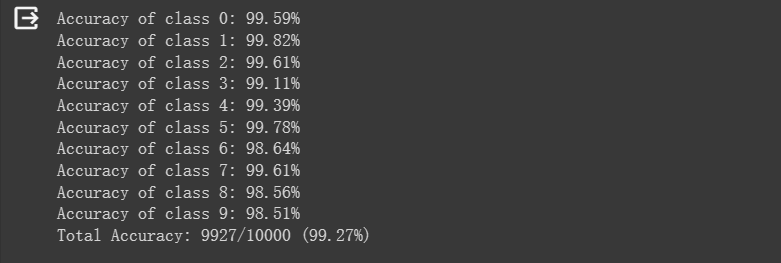 Accuracy of class 0: 99.59%
Accuracy of class 1: 99.82%
Accuracy of class 2: 99.61%
Accuracy of class 3: 99.11%
Accuracy of class 4: 99.39%
Accuracy of class 5: 99.78%
Accuracy of class 6: 98.64%
Accuracy of class 7: 99.61%
Accuracy of class 8: 98.56%
Accuracy of class 9: 98.51%
Total Accuracy: 9927/10000 (99.27%)